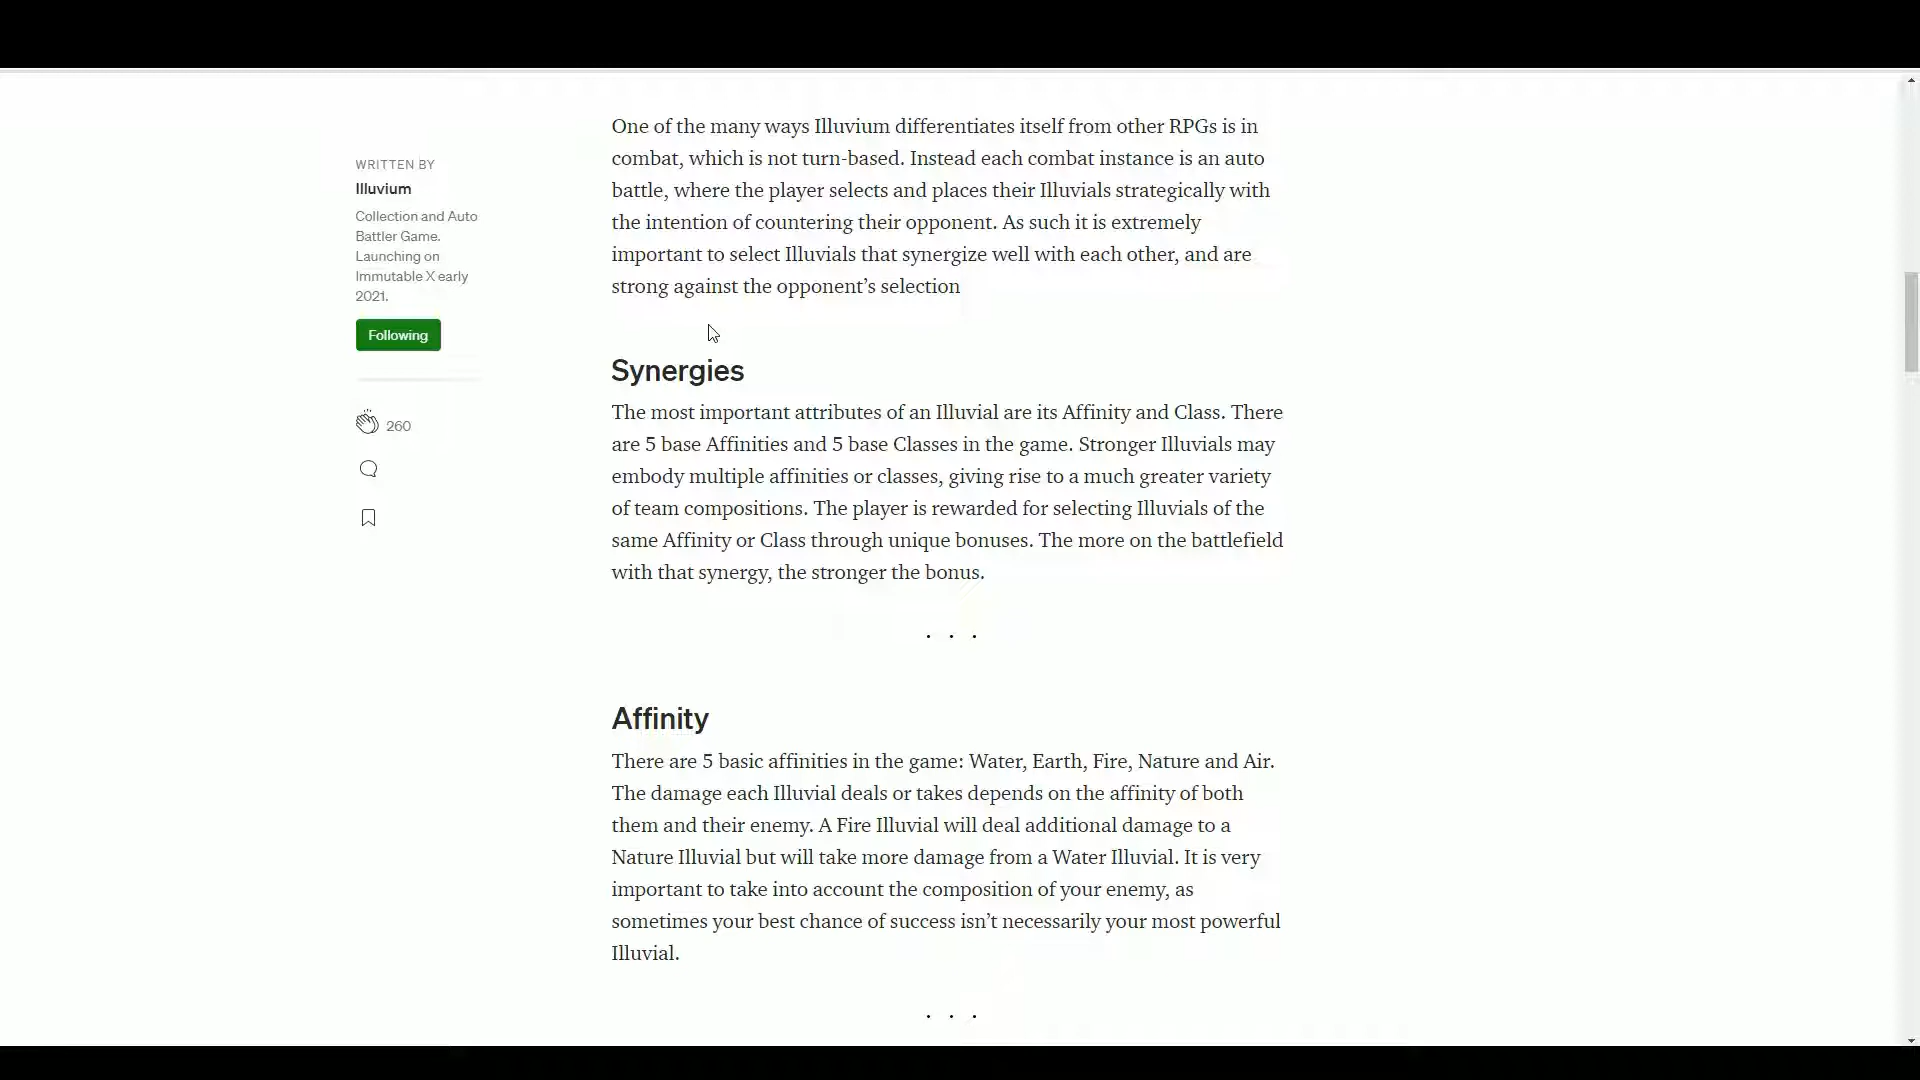 WRITTEN BY
Illuvium
Collection and Auto
Battler Game.
Launching on
Immutable X early
2021.
Following
260
One of the many ways Illuvium differentiates itself from other RPGs is in
combat, which is not turn-based. Instead each combat instance is an auto
battle, where the player selects and places their Illuvials strategically with
the intention of countering their opponent. As such it is extremely
important to select Illuvials that synergize well with each other, and are
strong against the opponent’s selection
Synergies
The most important attributes of an Illuvial are its Affinity and Class. There
are 5 base Affinities and 5 base Classes in the game. Stronger Illuvials may
embody multiple affinities or classes, giving rise to a much greater variety
of team compositions. The player is rewarded for selecting Illuvials of the
same Affinity or Class through unique bonuses. The more on the battlefield
with that synergy, the stronger the bonus.
. . .
Affinity
There are 5 basic affinities in the game: Water, Earth, Fire, Nature and Air.
The damage each Illuvial deals or takes depends on the affinity of both
them and their enemy. A Fire Illuvial will deal additional damage to a
Nature Illuvial but will take more damage from a Water Illuvial. It is very
important to take into account the composition of your enemy, as
sometimes your best chance of success isn’t necessarily your most powerful
Illuvial.
. . .